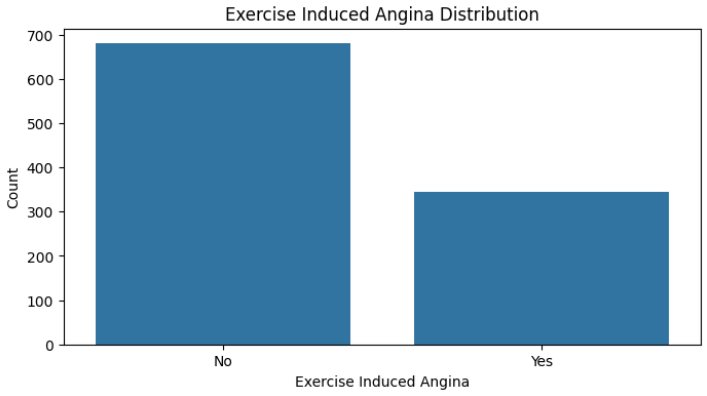 Exercise Induced Angina Distribution
700
600
500
400
300
200
100
0
Count
No Yes
Exercise Induced Angina